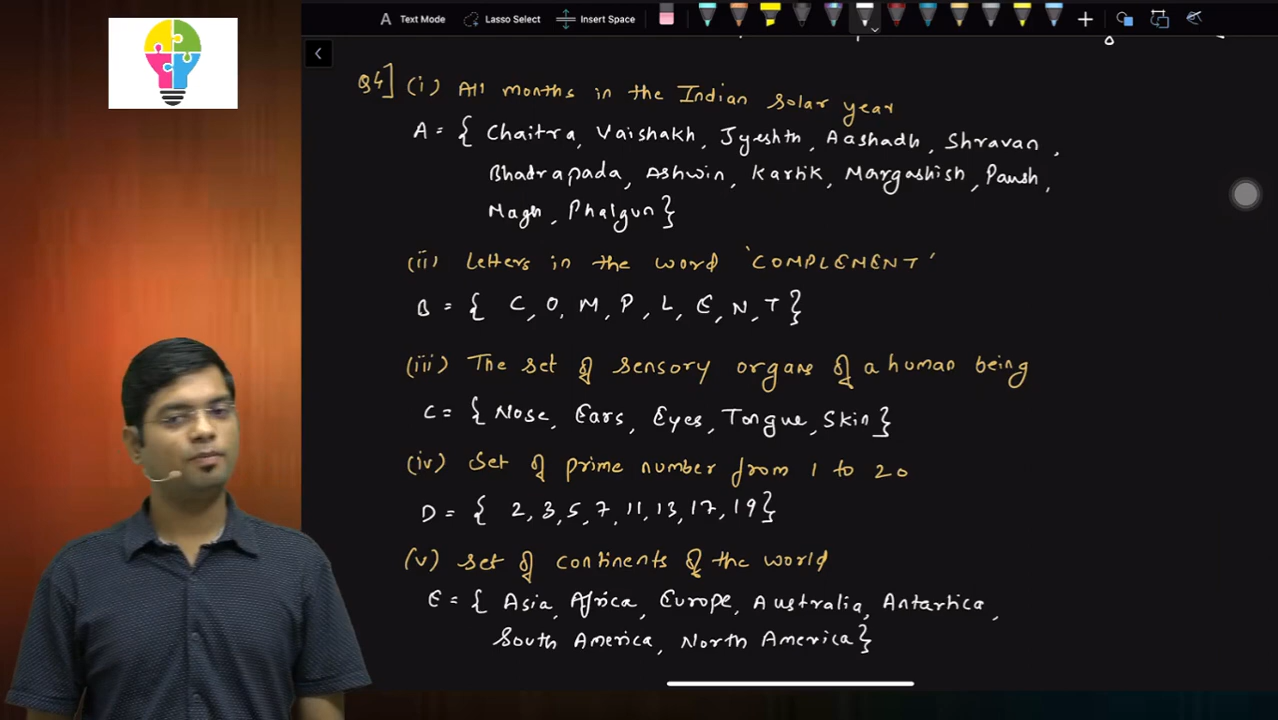 Text Mode Lasso Select Insert Space
Q4] (i) All months in the Indian solar year
A = { Chaitra, Vaishakh, Jyeshth, Aashadh, Shravan,
Bhadrapada, Ashwin, Kartik, Margashish, Paush,
Magh, Phalgun }
(ii) Letters in the word 'COMPLEMENT'
B = { C, O, M, P, L, E, N, T }
(iii) The set of sensory organs of a human being
C = { Nose, Ears, Eyes, Tongue, Skin }
(iv) Set of prime number from 1 to 20
D = { 2, 3, 5, 7, 11, 13, 17, 19 }
(v) Set of continents of the world
E = { Asia, Africa, Europe, Australia, Antartica,
South America, North America }